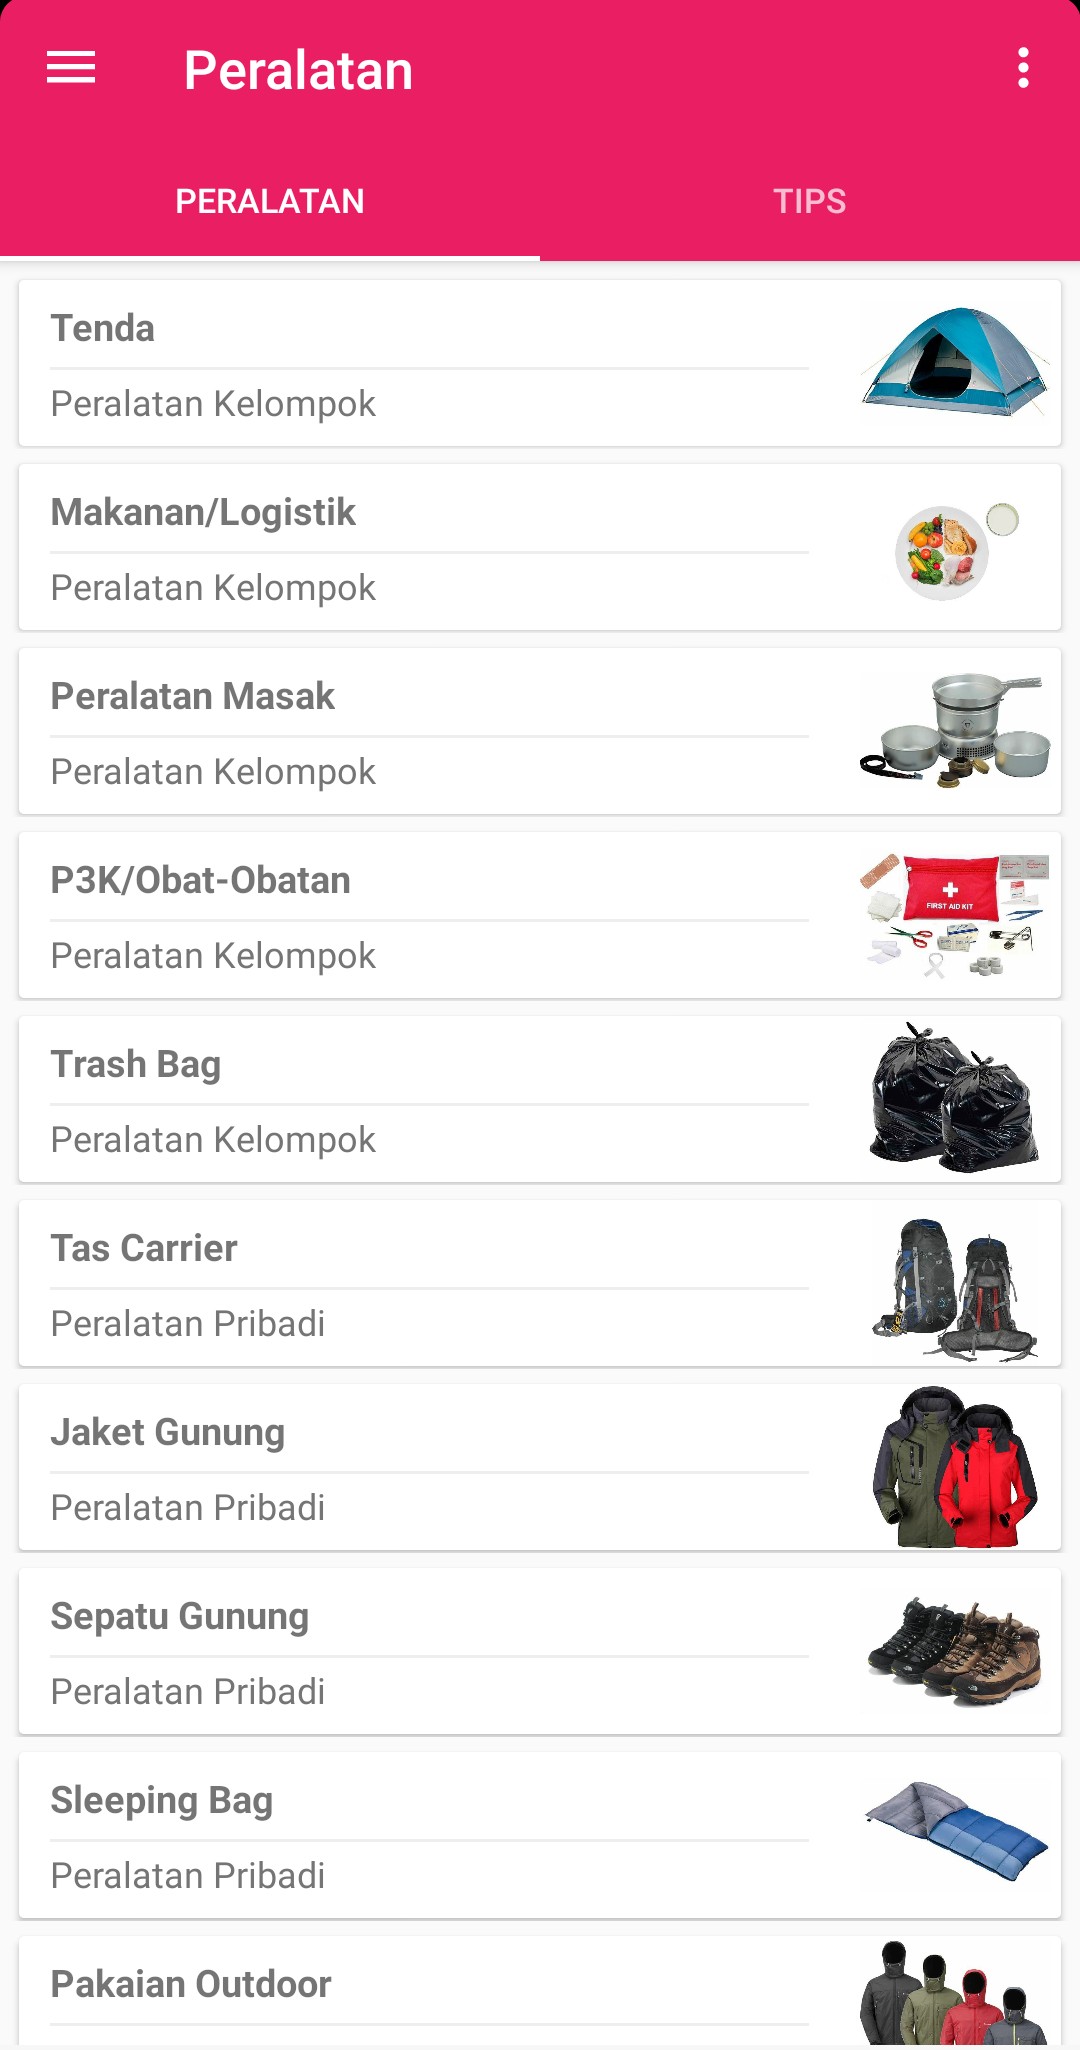 Peralatan
PERALATAN
TIPS
Tenda
Peralatan Kelompok
Makanan/Logistik
Peralatan Kelompok
Peralatan Masak
Peralatan Kelompok
P3K/Obat-Obatan
Peralatan Kelompok
FIRST AID KIT
Trash Bag
Peralatan Kelompok
Tas Carrier
Peralatan Pribadi
Jaket Gunung
Peralatan Pribadi
Sepatu Gunung
Peralatan Pribadi
Sleeping Bag
Peralatan Pribadi
Pakaian Outdoor